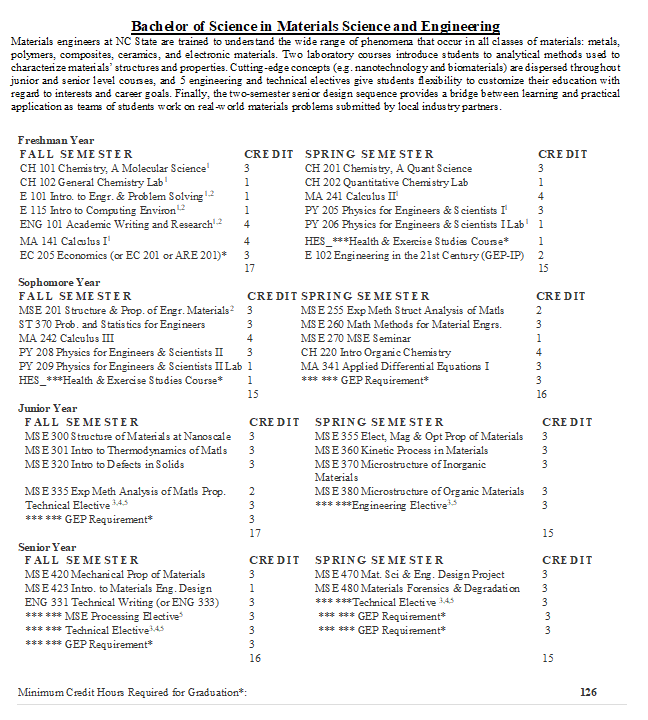 Bachelor of Science in Materials Science and Engineering
Materials engineers at NC State are trained to understand the wide range of phenomena that occur in all classes of materials: metals,
polymers, composites, ceramics, and electronic materials. Two laboratory courses introduce students to analytical methods used to
characterize materials' structures and properties. Cutting-edge concepts (e.g. nanotechnology and biomaterials) are dispersed throughout
junior and senior level courses, and 5 engineering and technical electives give students flexibility to customize their education with
regard to interests and career goals. Finally, the two-semester senior design sequence provides a bridge between learning and practical
application as teams of students work on real-world materials problems submitted by local industry partners.
Freshman Year
FALL SEMESTER CREDIT SPRING SEMESTER CREDIT
CH 101 Chemistry, A Molecular Science¹ 3 CH 201 Chemistry, A Quant Science 3
CH 102 General Chemistry Lab¹ 1 CH 202 Quantitative Chemistry Lab 1
E 101 Intro to Engr. & Problem Solving¹,² 1 MA 241 Calculus II¹ 4
E 115 Intro to Computing Environ¹,² 1 PY 205 Physics for Engineers & Scientists I¹ 3
ENG 101 Academic Writing and Research¹,² 4 PY 206 Physics for Engineers & Scientists I Lab¹ 1
MA 141 Calculus I¹ 4 HES_***Health & Exercise Studies Course* 1
EC 205 Economics (or EC 201 or ARE 201)* 3 E 102 Engineering in the 21st Century (GEP-IP) 2
17 15
Sophomore Year
FALL SEMESTER CREDIT SPRING SEMESTER CREDIT
MSE 201 Structure & Prop. of Engr. Materials² 3 MSE 255 Exp Meth Struct Analysis of Matls 2
ST 370 Prob. and Statistics for Engineers 3 MSE 260 Math Methods for Material Engrs. 3
MA 242 Calculus III 4 MSE 270 MSE Seminar 1
PY 208 Physics for Engineers & Scientists II 3 CH 220 Intro Organic Chemistry 4
PY 209 Physics for Engineers & Scientists II Lab 1 MA 341 Applied Differential Equations I 3
HES_***Health & Exercise Studies Course* 1 *** *** GEP Requirement* 3
15 16
Junior Year
FALL SEMESTER CREDIT SPRING SEMESTER CREDIT
MSE 300 Structure of Materials at Nanoscale 3 MSE 355 Elect, Mag & Opt Prop of Materials 3
MSE 301 Intro to Thermodynamics of Matls 3 MSE 360 Kinetic Process in Materials 3
MSE 320 Intro to Defects in Solids 3 MSE 370 Microstructure of Inorganic 3
Materials
MSE 335 Exp Meth Analysis of Matls Prop. 2 MSE 380 Microstructure of Organic Materials 3
Technical Elective ³,⁴,⁵ 3 *** ***Engineering Elective³,⁵ 3
*** *** GEP Requirement* 3
17 15
Senior Year
FALL SEMESTER CREDIT SPRING SEMESTER CREDIT
MSE 420 Mechanical Prop of Materials 3 MSE 470 Mat. Sci & Eng. Design Project 3
MSE 423 Intro. to Materials Eng. Design 1 MSE 480 Materials Forensics & Degradation 3
ENG 331 Technical Writing (or ENG 333) 3 *** ***Technical Elective ³,⁴,⁵ 3
*** *** MSE Processing Elective⁵ 3 *** *** GEP Requirement* 3
*** *** Technical Elective³,⁴,⁵ 3 *** *** GEP Requirement* 3
*** *** GEP Requirement* 3
16 15
Minimum Credit Hours Required for Graduation*: 126